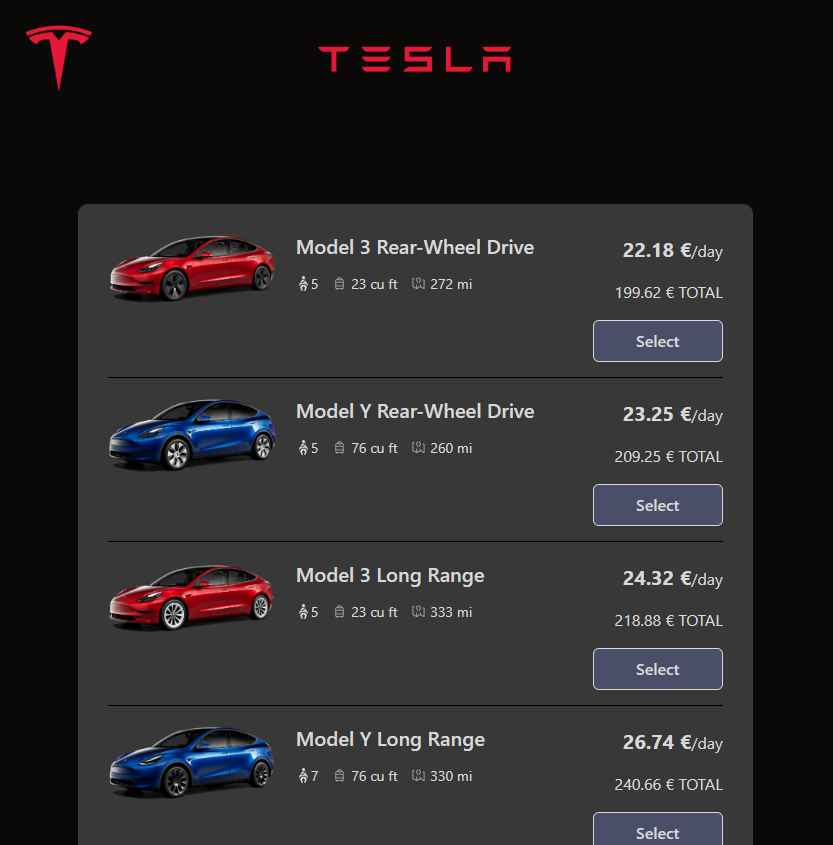 TESLA
Model 3 Rear-Wheel Drive
22.18 €/day
5 23 cu ft 272 mi
199.62 € TOTAL
Select
Model Y Rear-Wheel Drive
23.25 €/day
5 76 cu ft 260 mi
209.25 € TOTAL
Select
Model 3 Long Range
24.32 €/day
5 23 cu ft 333 mi
218.88 € TOTAL
Select
Model Y Long Range
26.74 €/day
7 76 cu ft 330 mi
240.66 € TOTAL
Select